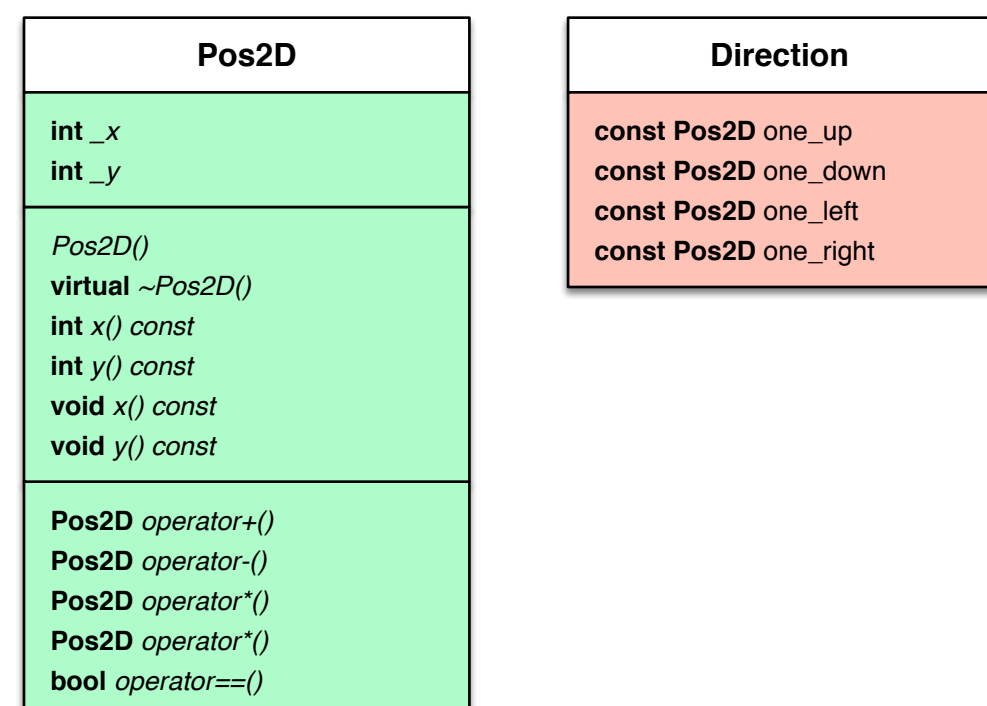 Pos2D
int _x
int _y
Pos2D()
virtual ~Pos2D()
int x() const
int y() const
void x() const
void y() const
Pos2D operator+()
Pos2D operator-()
Pos2D operator*()
Pos2D operator*()
bool operator==()
Direction
const Pos2D one_up
const Pos2D one_down
const Pos2D one_left
const Pos2D one_right